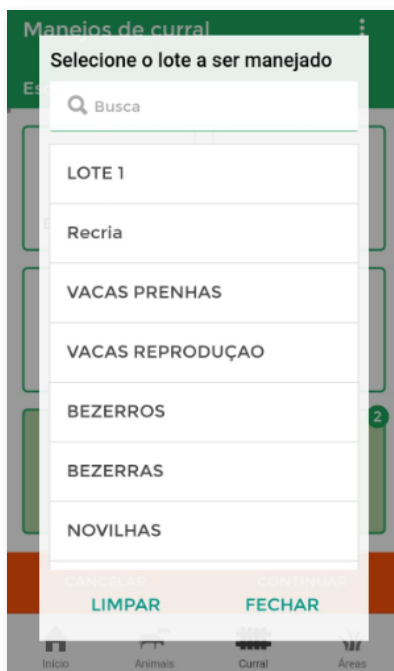 Manejos de curral
Selecione o lote a ser manejado
Es
Busca
LOTE 1
Recria
VACAS PRENHAS
VACAS REPRODUÇAO
BEZERROS
2
BEZERRAS
NOVILHAS
CANCELAR CONTINUAR
LIMPAR FECHAR
Início Animais Curral Áreas